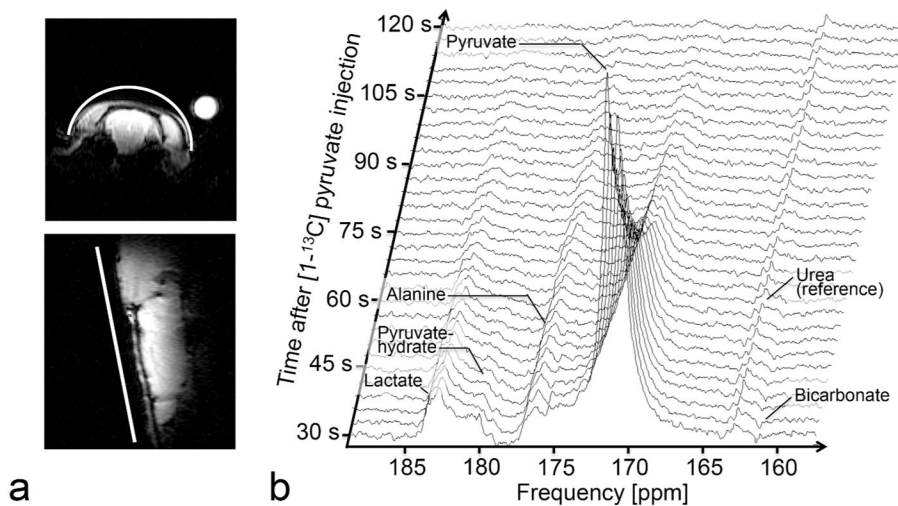 120 s
Pyruvate
105 s
90 s
75 s
Urea
(reference)
60 s
Alanine
Pyruvate-
hydrate
45 s
Lactate
Bicarbonate
30 s
Time after [1-¹³C] pyruvate injection
185 180 175 170 165 160
Frequency [ppm]
a b